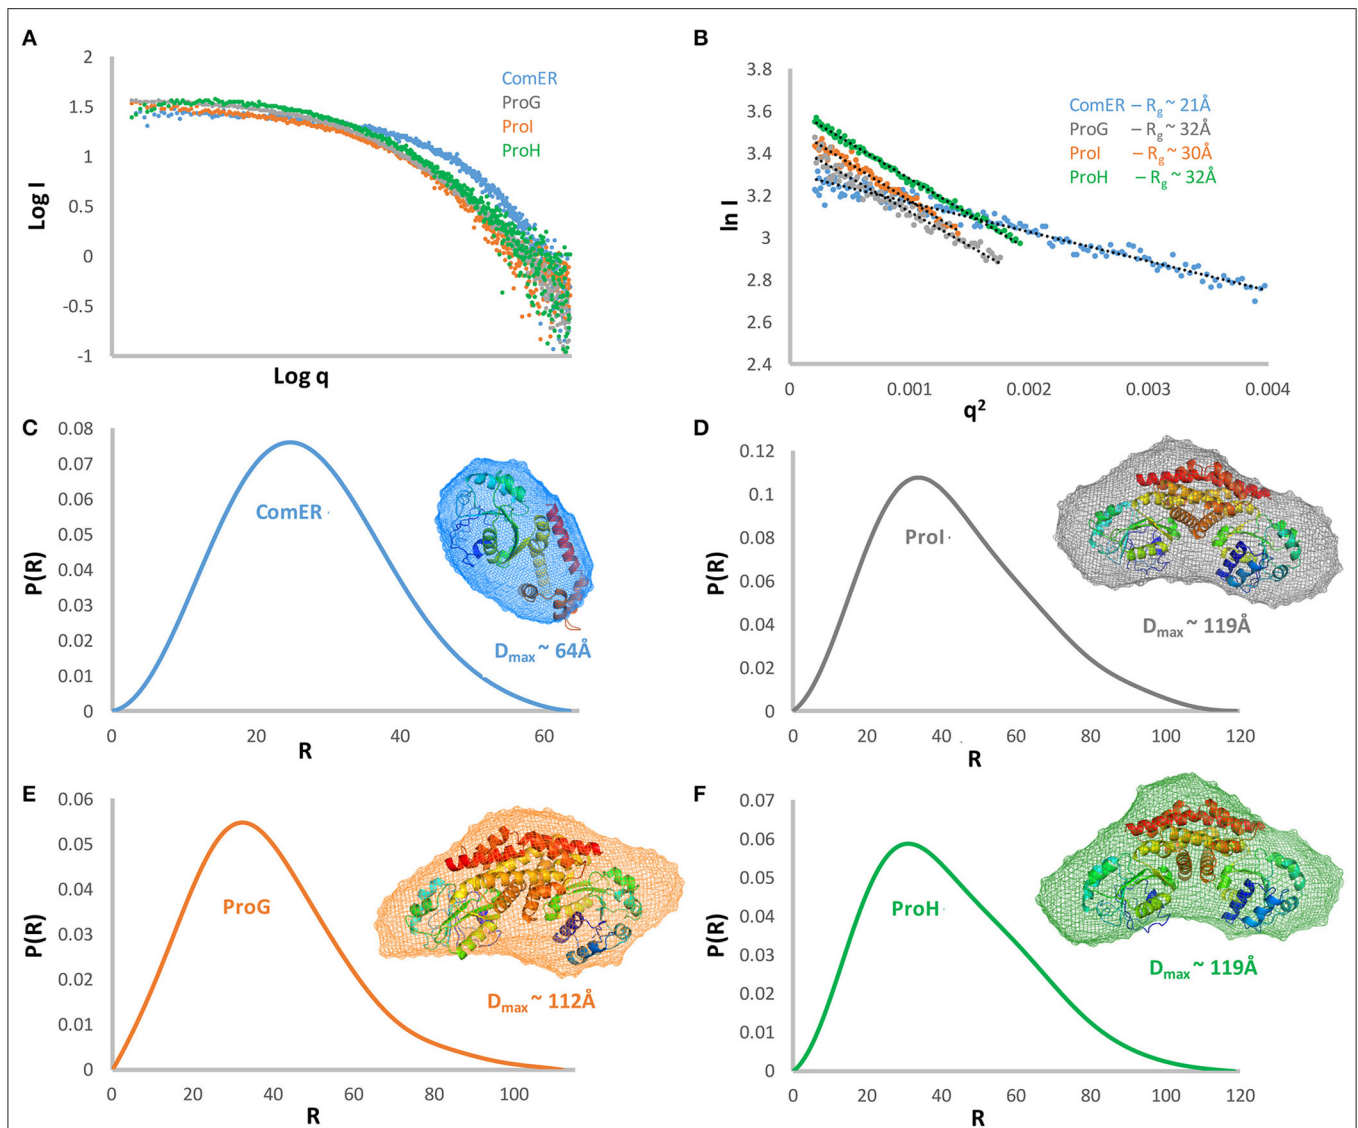 A
2
1.5
1
0.5
0
-0.5
-1
Log I
Log q
ComER
ProG
ProI
ProH
B
3.8
3.6
3.4
3.2
3
2.8
2.6
2.4
ln I
0 0.001 0.002 0.003 0.004
q²
ComER – Rg ~ 21Å
ProG – Rg ~ 32Å
ProI – Rg ~ 30Å
ProH – Rg ~ 32Å
C
0.08
0.07
0.06
0.05
0.04
0.03
0.02
0.01
0
P(R)
0 20 40 60
R
ComER
Dmax ~ 64Å
D
0.12
0.1
0.08
0.06
0.04
0.02
0
P(R)
0 20 40 60 80 100 120
R
ProI
Dmax ~ 119Å
E
0.06
0.05
0.04
0.03
0.02
0.01
0
P(R)
0 20 40 60 80 100
R
ProG
Dmax ~ 112Å
F
0.07
0.06
0.05
0.04
0.03
0.02
0.01
0
P(R)
0 20 40 60 80 100 120
R
ProH
Dmax ~ 119Å